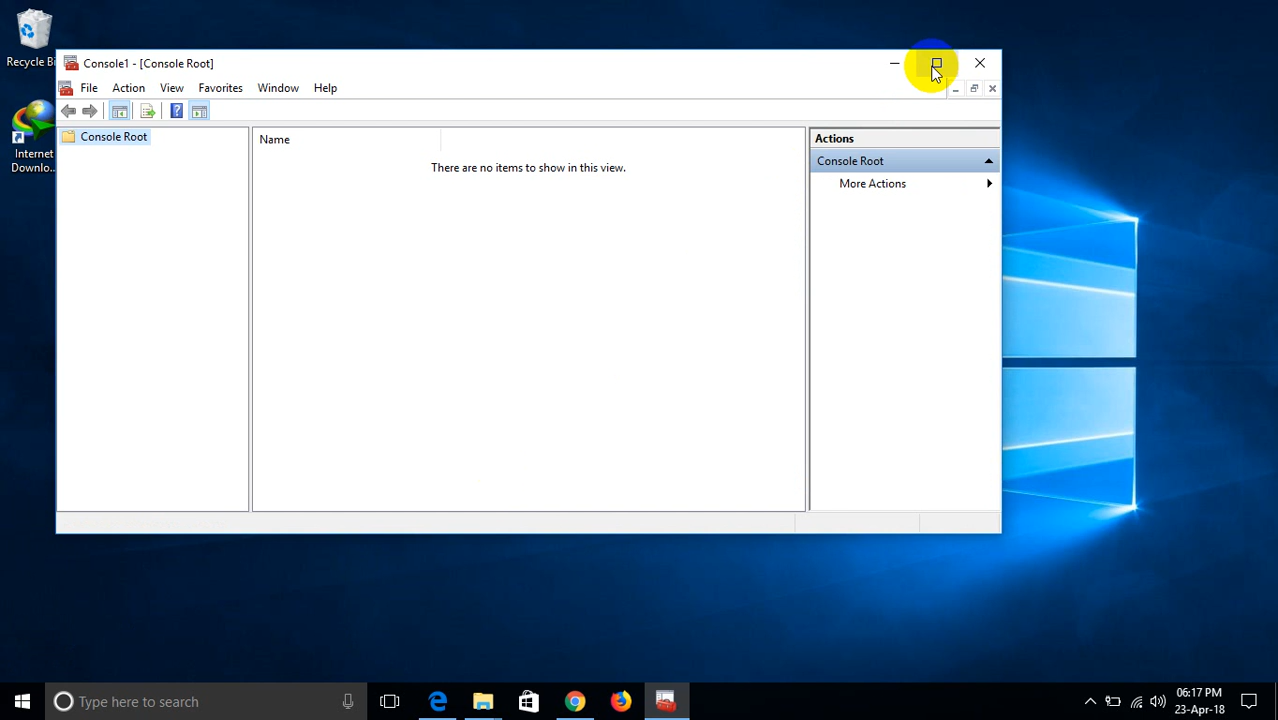 Recycle Bi
Internet
Downlo...
Console1 - [Console Root]
File Action View Favorites Window Help
Console Root
Name
There are no items to show in this view.
Actions
Console Root
More Actions
Type here to search
06:17 PM
23-Apr-18